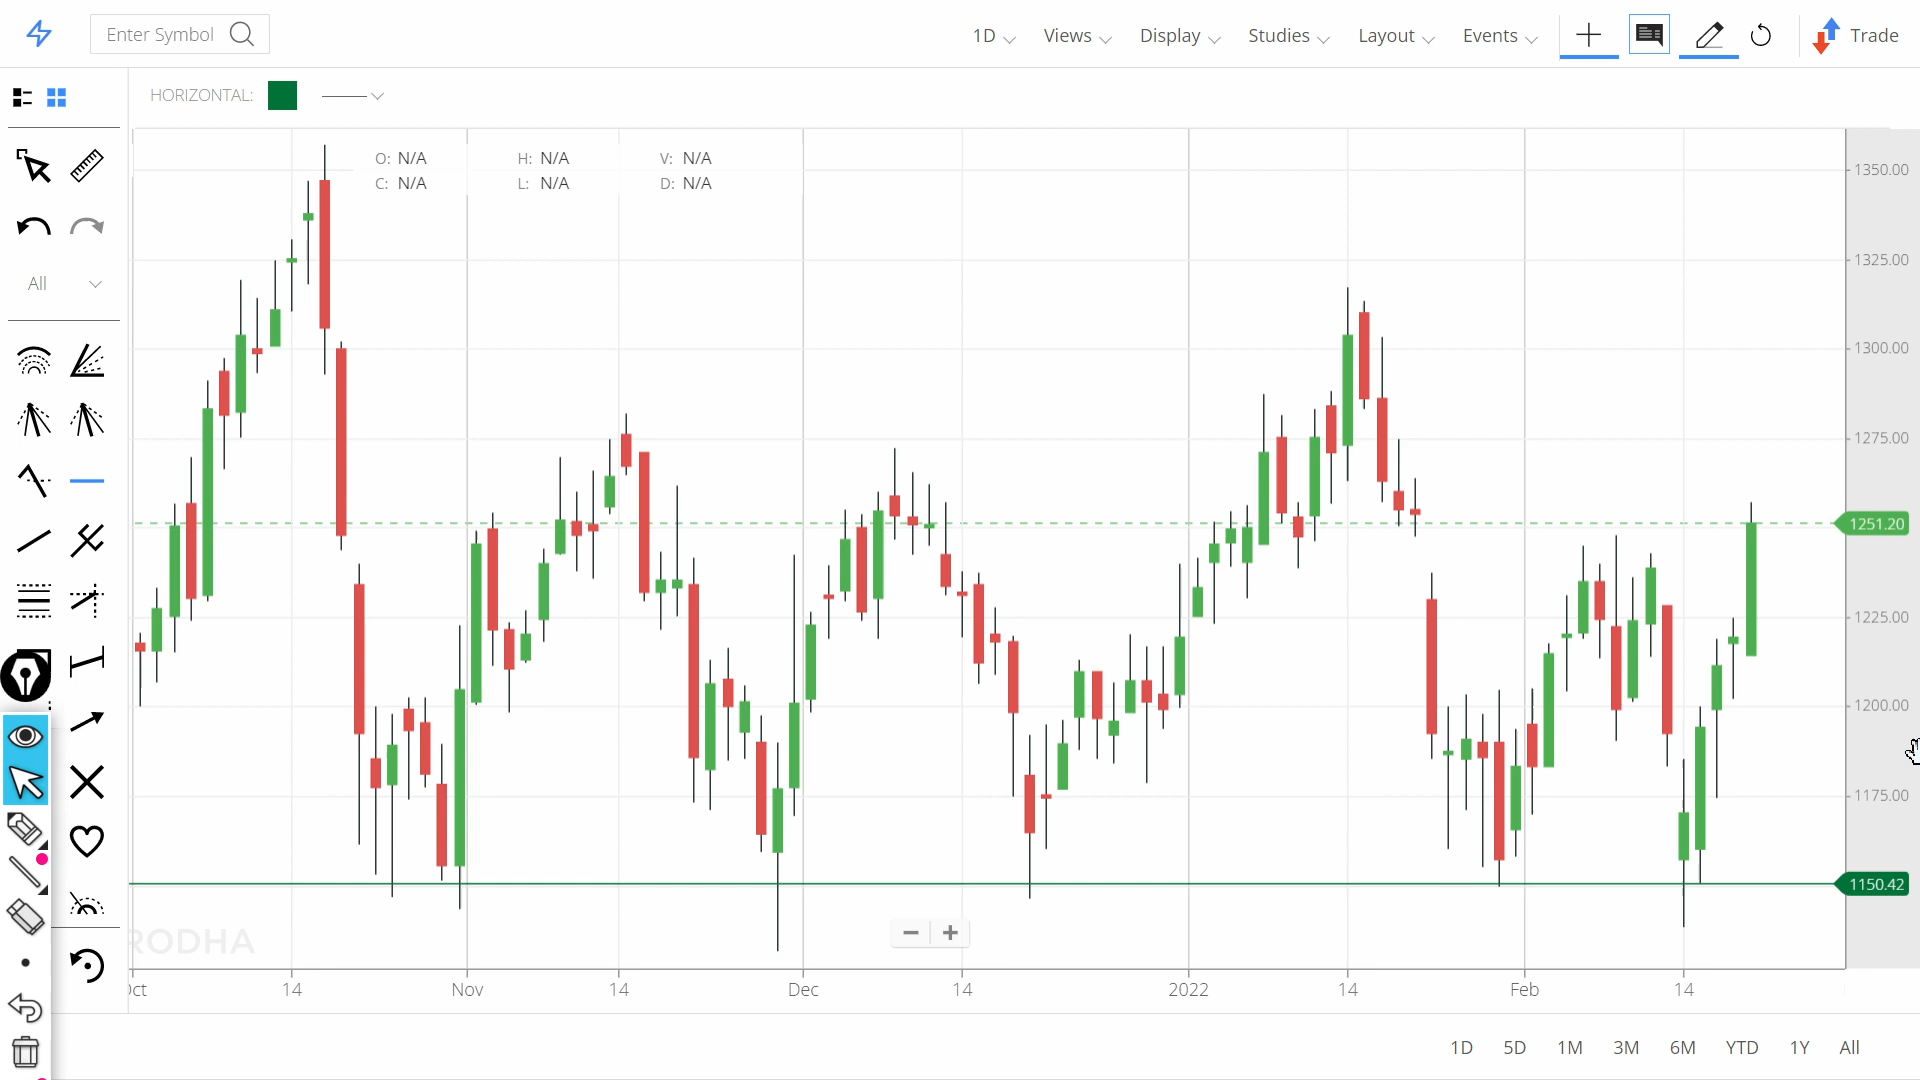 Enter Symbol
1D Views Display Studies Layout Events Trade
HORIZONTAL:
O: N/A H: N/A V: N/A
C: N/A L: N/A D: N/A
All
1350.00
1325.00
1300.00
1275.00
1251.20
1225.00
1200.00
1175.00
1150.42
RODHA
Oct 14 Nov 14 Dec 14 2022 14 Feb 14
1D 5D 1M 3M 6M YTD 1Y All